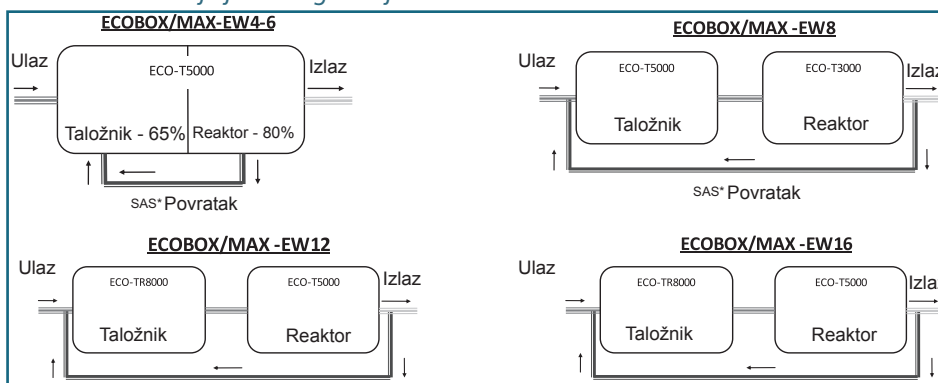 ECOBOX/MAX-EW4-6
Ulaz
Izlaz
ECO-T5000
Taložnik - 65%
Reaktor - 80%
SAS* Povratak
ECOBOX/MAX -EW8
Ulaz
Izlaz
ECO-T5000
ECO-T3000
Taložnik
Reaktor
SAS* Povratak
ECOBOX/MAX -EW12
Ulaz
Izlaz
ECO-TR8000
ECO-T5000
Taložnik
Reaktor
ECOBOX/MAX -EW16
Ulaz
Izlaz
ECO-TR8000
ECO-T5000
Taložnik
Reaktor